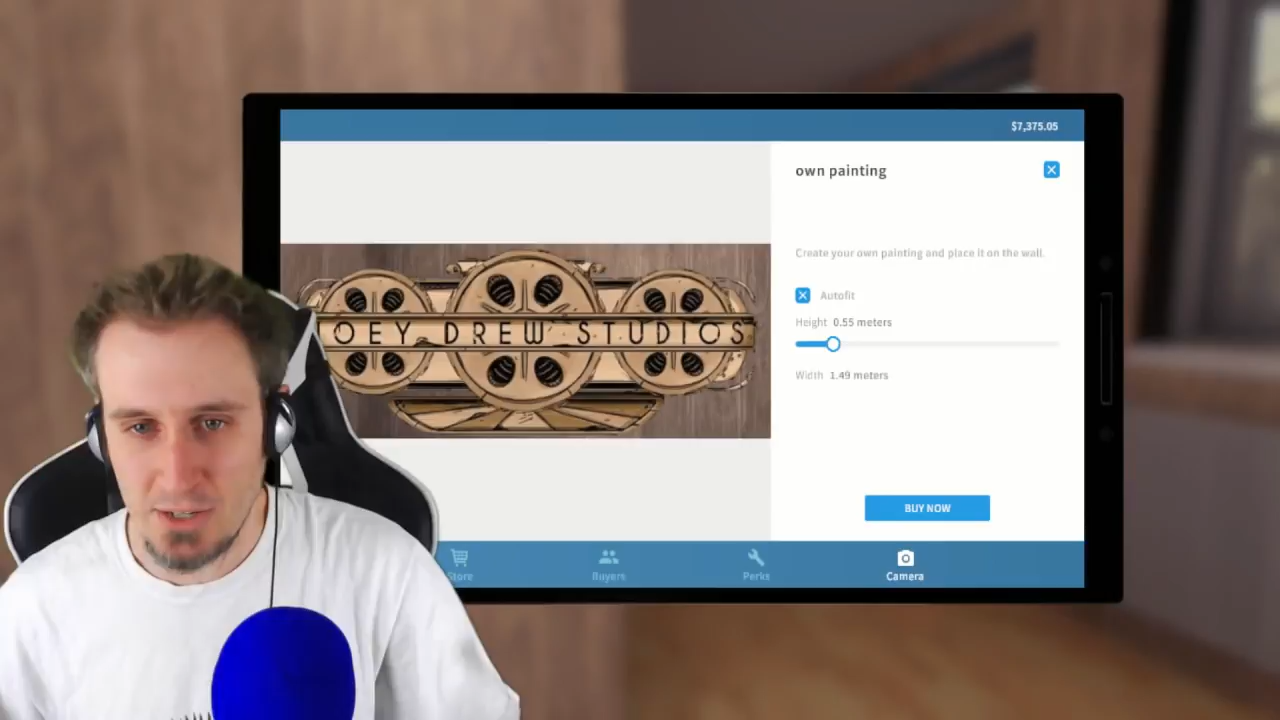 $7,375.05
own painting
Create your own painting and place it on the wall.
Autofit
Height 0.55 meters
Width 1.49 meters
OEY DREW STUDIOS
BUY NOW
Store
Buyers
Perks
Camera